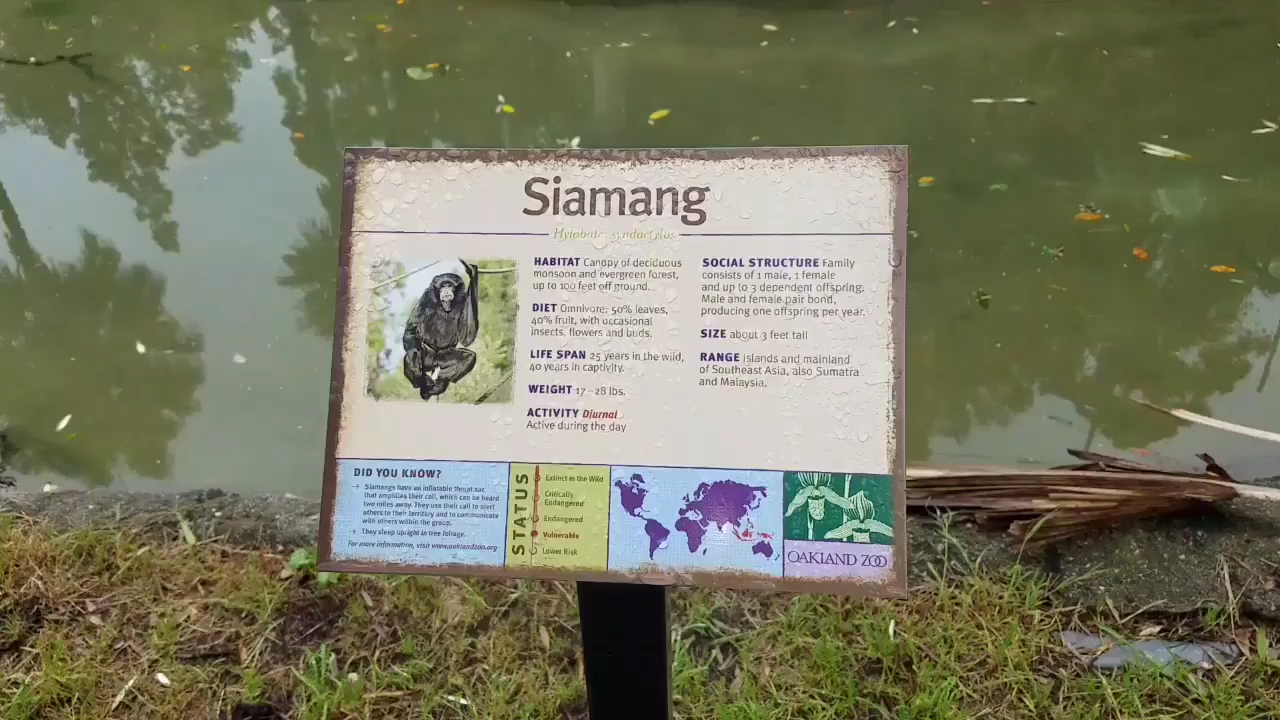 Siamang
Hylobates syndactylus
HABITAT Canopy of deciduous
monsoon and evergreen forest,
up to 100 feet off ground.
DIET Omnivore: 50% leaves,
40% fruit, with occasional
insects, flowers and buds.
LIFE SPAN 25 years in the wild,
40 years in captivity.
WEIGHT 17–28 lbs.
ACTIVITY Diurnal
Active during the day
SOCIAL STRUCTURE Family
consists of 1 male, 1 female
and up to 3 dependent offspring.
Male and female pair bond,
producing one offspring per year.
SIZE about 3 feet tall
RANGE Islands and mainland
of Southeast Asia, also Sumatra
and Malaysia.
DID YOU KNOW?
→ Siamangs have an inflatable throat sac
that amplifies their call, which can be heard
two miles away. They use their call to alert
others to their territory and to communicate
with others within the group.
→ They sleep upright in tree foliage.
For more information, visit www.oaklandzoo.org
STATUS
Extinct in the Wild
Critically
Endangered
Endangered
Vulnerable
Lower Risk
OAKLAND ZOO